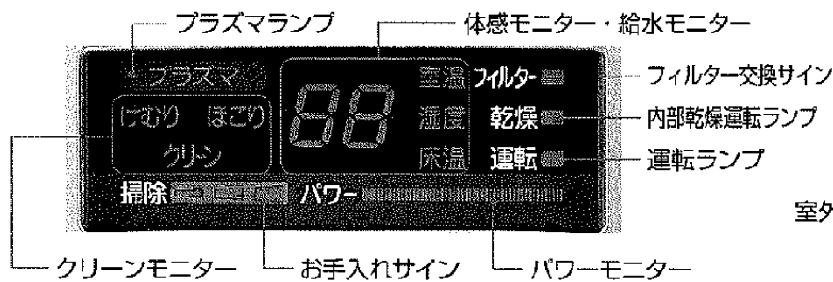 プラズマランプ
体感モニター・給水モニター
プラズマ
室温
フィルター
フィルター交換サイン
けむり ほこり
88
湿度
乾燥
内部乾燥運転ランプ
クリーン
床温
運転
運転ランプ
掃除
パワー
室外
クリーンモニター
お手入れサイン
パワーモニター